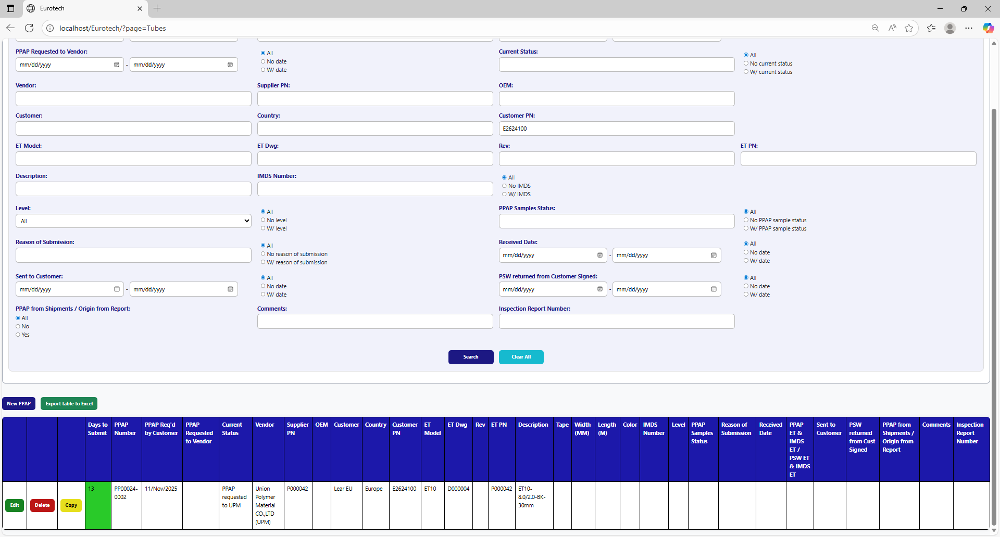 Eurotech
localhost/Eurotech/?page=Tubes
PPAP Requested to Vendor:
mm/dd/yyyy - mm/dd/yyyy
All
No date
W/ date
Current Status:
All
No current status
W/ current status
Vendor:
Supplier PN:
OEM:
Customer:
Country:
Customer PN:
E2624100
ET Model:
ET Dwg:
Rev:
ET PN:
Description:
IMDS Number:
All
No IMDS
W/ IMDS
Level:
All
All
No level
W/ level
PPAP Samples Status:
All
No PPAP sample status
W/ PPAP sample status
Reason of Submission:
All
No reason of submission
W/ reason of submission
Received Date:
mm/dd/yyyy - mm/dd/yyyy
All
No date
W/ date
Sent to Customer:
mm/dd/yyyy - mm/dd/yyyy
All
No date
W/ date
PSW returned from Customer Signed:
mm/dd/yyyy - mm/dd/yyyy
All
No date
W/ date
PPAP from Shipments / Origin from Report:
All
No
Yes
Comments:
Inspection Report Number:
Search
Clear All
New PPAP
Export table to Excel
Days to
Submit
PPAP
Number
PPAP Req'd
by Customer
PPAP
Requested
to Vendor
Current
Status
Vendor
Supplier
PN
OEM
Customer
Country
Customer
PN
ET
Model
ET Dwg
Rev
ET PN
Description
Tape
Width
(MM)
Length
(M)
Color
IMDS
Number
Level
PPAP
Samples
Status
Reason of
Submission
Received
Date
PPAP
ET &
IMDS
ET /
PSW ET
& IMDS
ET
Sent to
Customer
PSW
returned
from Cust
Signed
PPAP from
Shipments /
Origin from
Report
Comments
Inspection
Report
Number
Edit
Delete
Copy
13
PP00024-
0002
11/Nov/2025
PPAP
requested
to UPM
Union
Polymer
Material
CO.,LTD
(UPM)
P000042
Lear EU
Europe
E2624100
ET10
D000004
P000042
ET10-
8.0/2.0-BK-
30mm